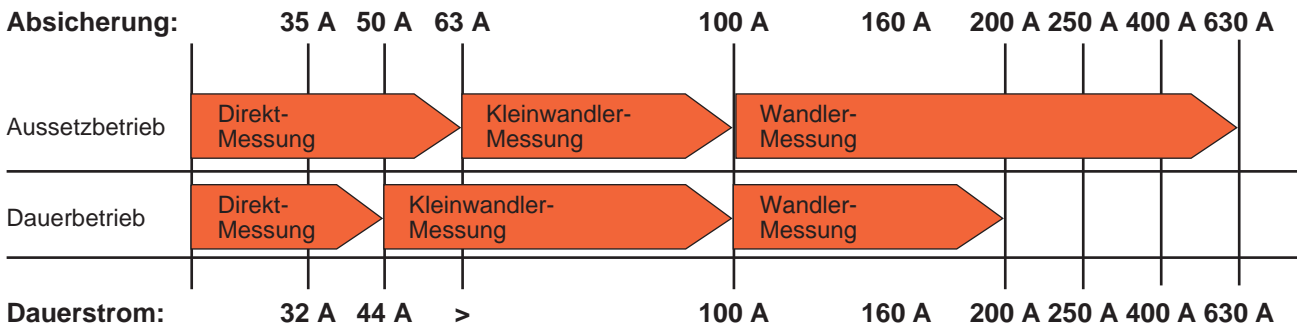 Absicherung: 35 A 50 A 63 A 100 A 160 A 200 A 250 A 400 A 630 A
Aussetzbetrieb
Direkt-
Messung
Kleinwandler-
Messung
Wandler-
Messung
Dauerbetrieb
Direkt-
Messung
Kleinwandler-
Messung
Wandler-
Messung
Dauerstrom: 32 A 44 A > 100 A 160 A 200 A 250 A 400 A 630 A